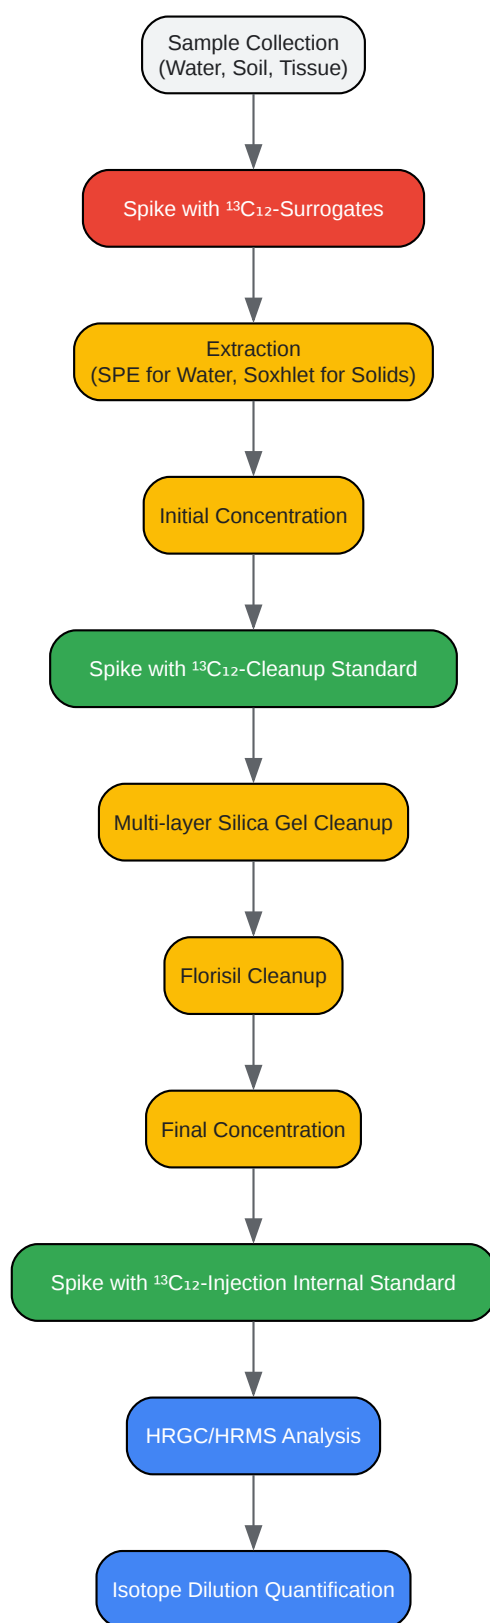 Sample Collection
(Water, Soil, Tissue)
Spike with ¹³C₁₂-Surrogates
Extraction
(SPE for Water, Soxhlet for Solids)
Initial Concentration
Spike with ¹³C₁₂-Cleanup Standard
Multi-layer Silica Gel Cleanup
Florisil Cleanup
Final Concentration
Spike with ¹³C₁₂-Injection Internal Standard
HRGC/HRMS Analysis
Isotope Dilution Quantification